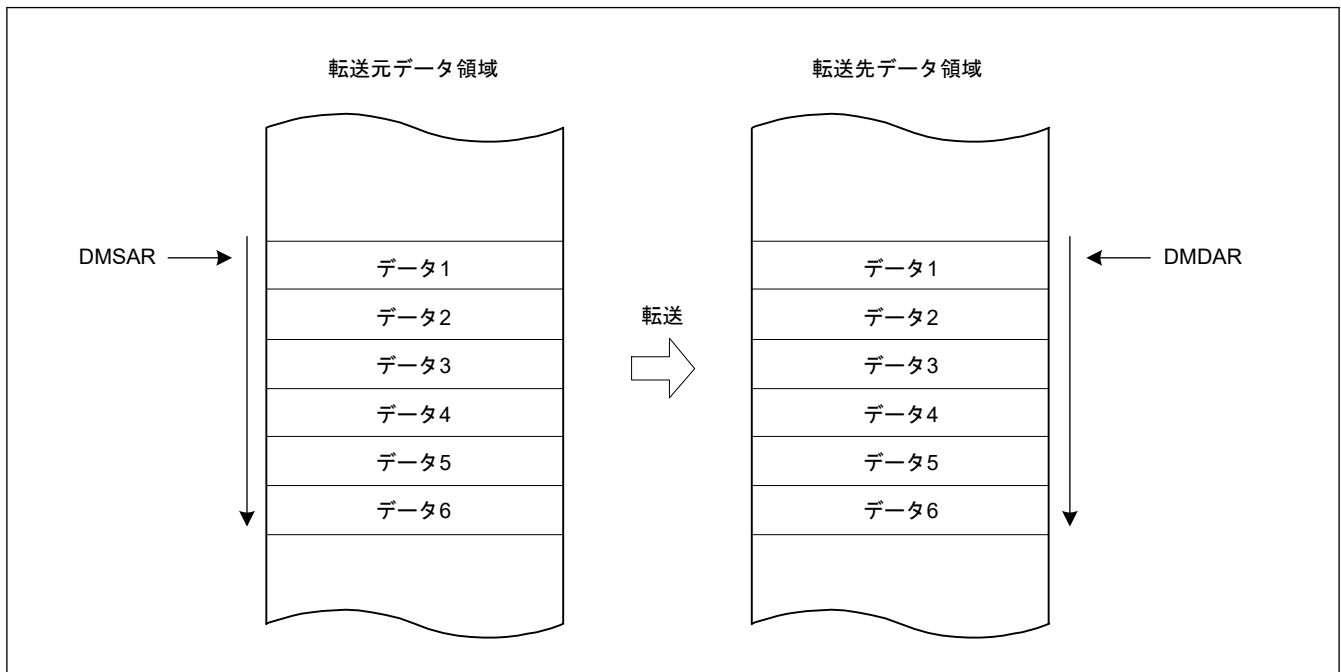 転送元データ領域
転送先データ領域
DMSAR
DMDAR
データ1
データ1
データ2
データ2
転送
データ3
データ3
データ4
データ4
データ5
データ5
データ6
データ6